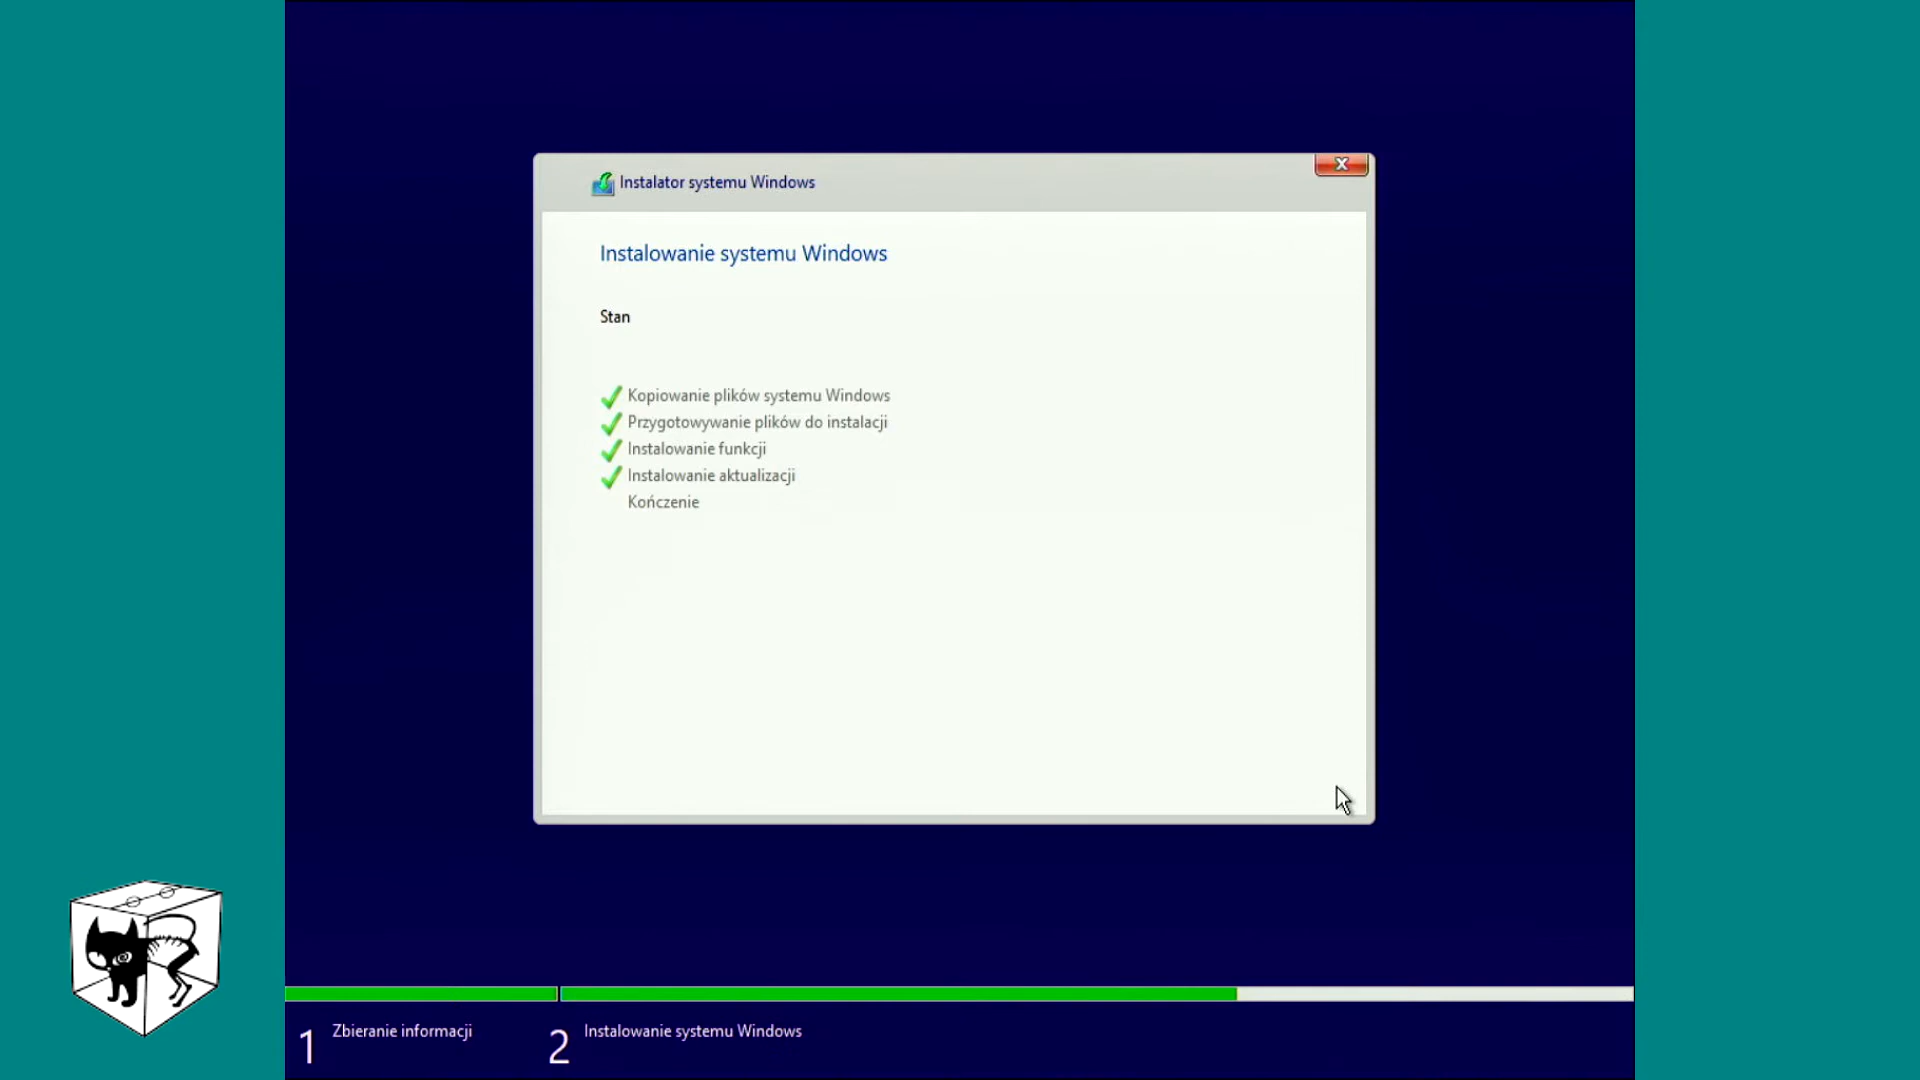 Instalator systemu Windows
Instalowanie systemu Windows
Stan
Kopiowanie plików systemu Windows
Przygotowywanie plików do instalacji
Instalowanie funkcji
Instalowanie aktualizacji
Kończenie
1 Zbieranie informacji
2 Instalowanie systemu Windows